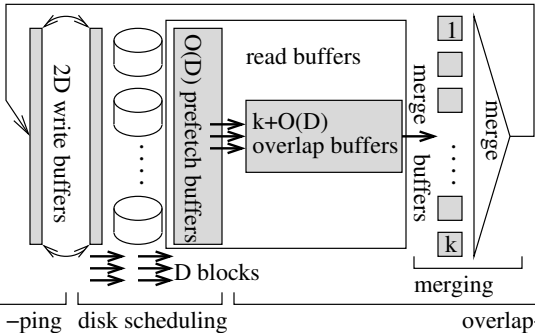 2D write buffers
O(D) prefetch buffers
read buffers
k+O(D)
overlap buffers
merge
buffers
1
k
merge
D blocks
merging
−ping
disk scheduling
overlap−